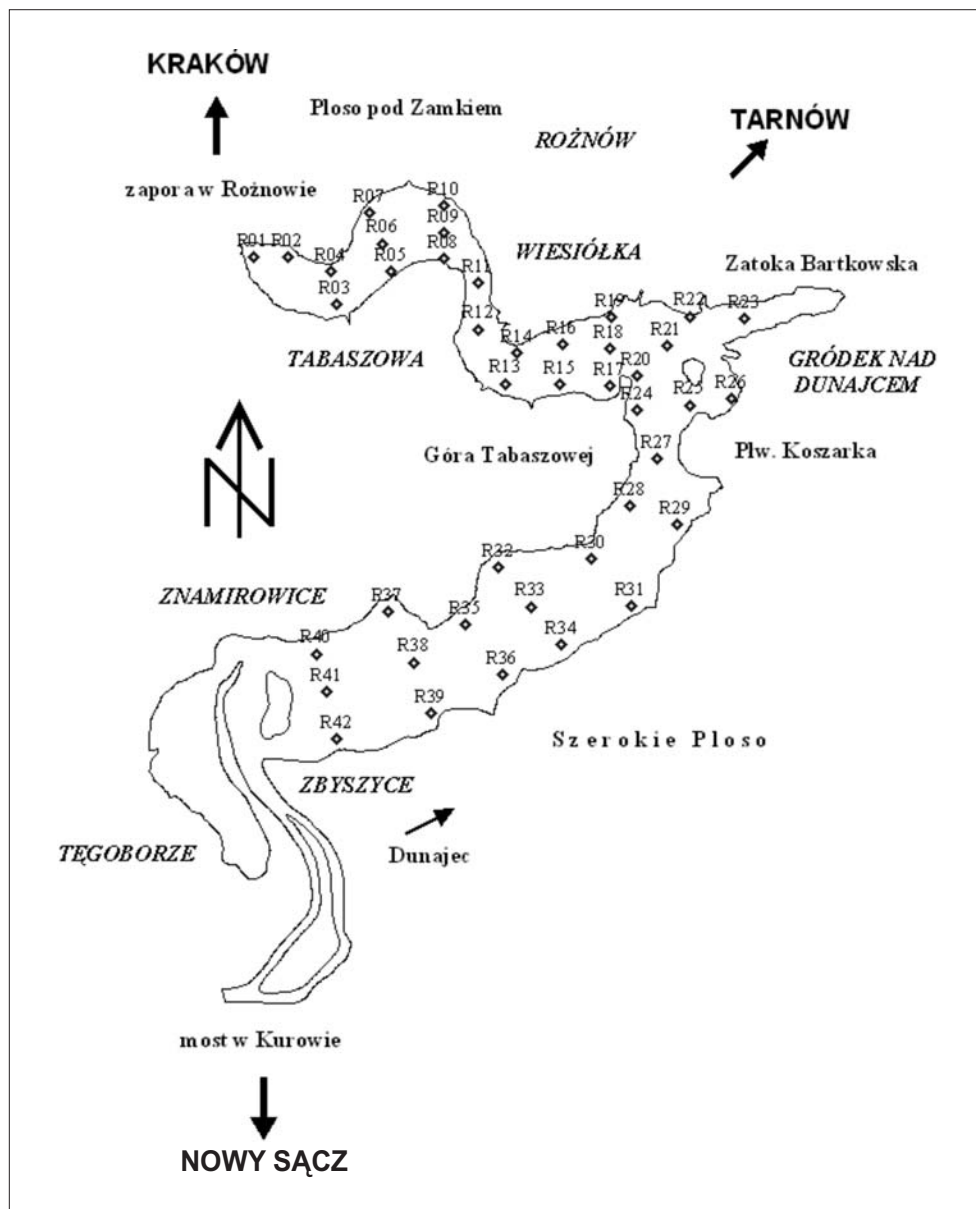 KRAKÓW
Ploso pod Zamkiem
TARNÓW
ROŻNÓW
zapora w Rożnowie
R10
R07
R09
R06
R01 R02
R04
R05
R08
WIESIÓŁKA
Zatoka Bartkowska
R11
R03
R19
R22
R23
R12
R14
R16
R18
R21
TABASZOWA
GRÓDEK NAD
DUNAJCEM
R13
R15
R17
R20
R24
R25
R26
N
Góra Tabaszowej
R27
Płw. Koszarka
R28
R29
R32
R30
ZNAMIROWICE
R37
R35
R33
R31
R40
R38
R34
R41
R36
R39
R42
Szerokie Ploso
ZBYSZYCE
TĘGOBORZE
Dunajec
most w Kurowie
NOWY SĄCZ